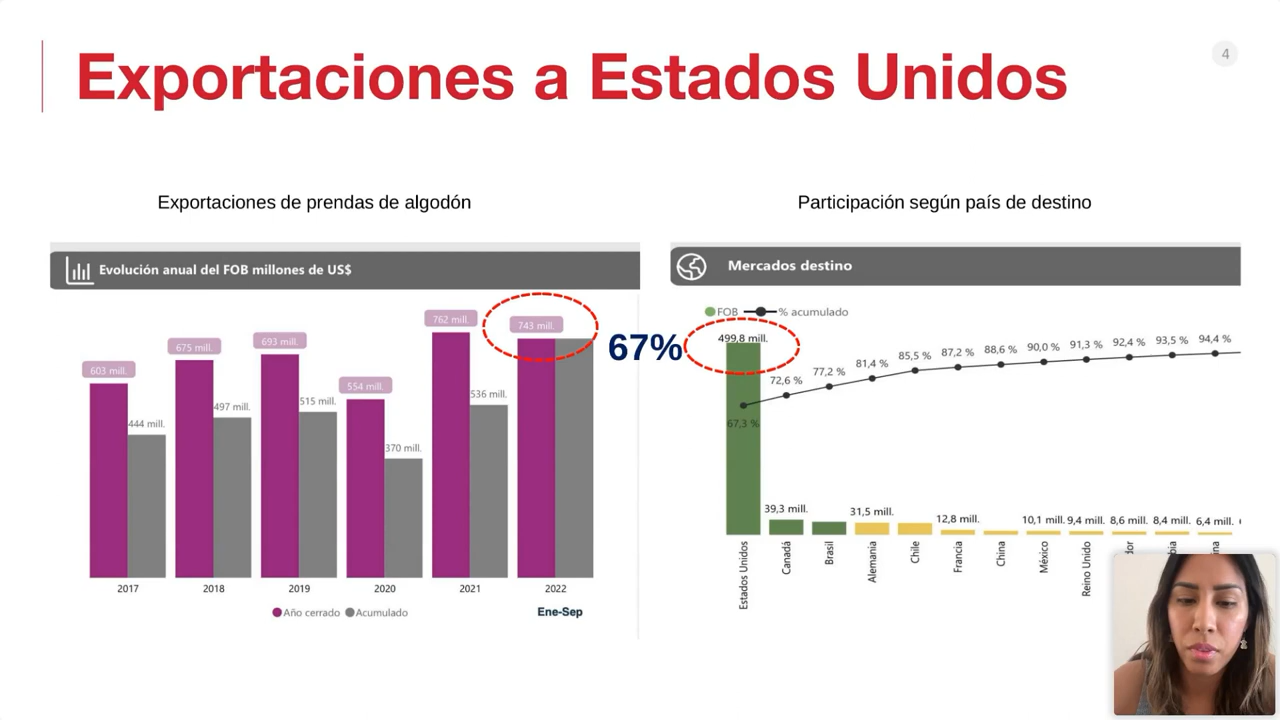 Exportaciones a Estados Unidos
4
Exportaciones de prendas de algodón
Evolución anual del FOB millones de US$
603 mill.
444 mill.
675 mill.
497 mill.
693 mill.
515 mill.
554 mill.
370 mill.
762 mill.
536 mill.
743 mill.
2017 2018 2019 2020 2021 2022
Año cerrado Acumulado
Ene-Sep
67%
Participación según país de destino
Mercados destino
FOB % acumulado
499,8 mill.
67,3 % 72,6 % 77,2 % 81,4 % 85,5 % 87,2 % 88,6 % 90,0 % 91,3 % 92,4 % 93,5 % 94,4 %
39,3 mill. 31,5 mill. 12,8 mill. 10,1 mill. 9,4 mill. 8,6 mill. 8,4 mill. 6,4 mill.
Estados Unidos
Canadá
Brasil
Alemania
Chile
Francia
China
México
Reino Unido